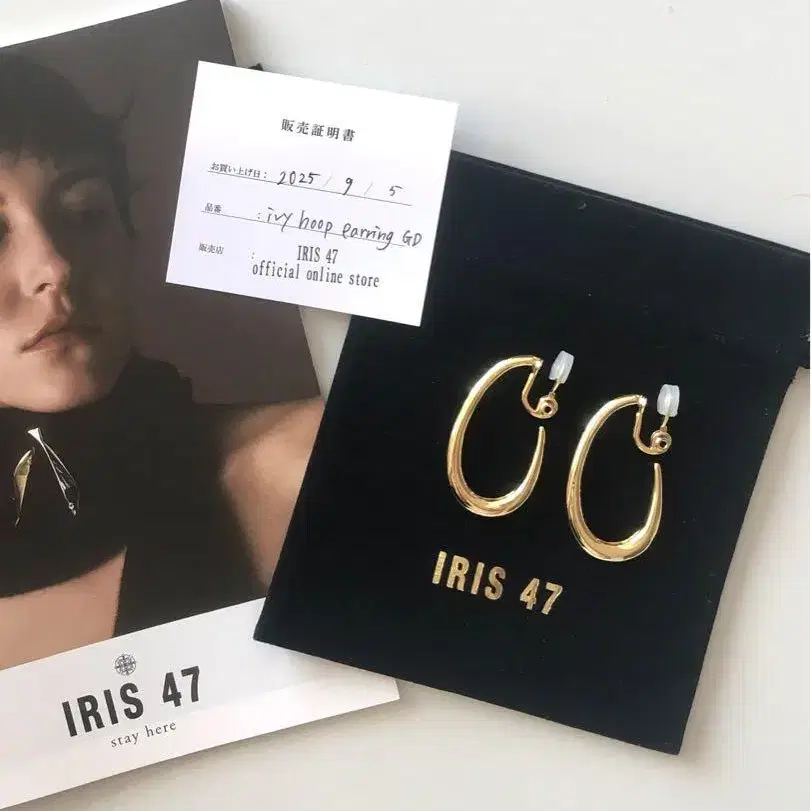 販売証明書
お買い上げ日: 2025 / 9 / 5
品番 : ivy hoop earring GD
販売店 : IRIS 47
official online store
IRIS 47
IRIS 47
stay here